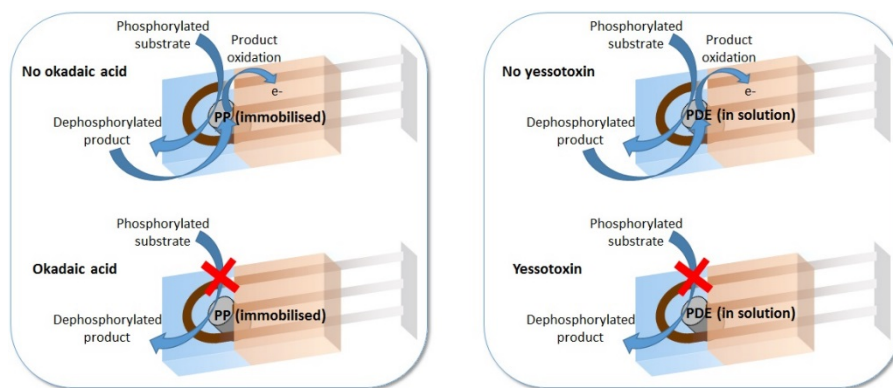 Phosphorylated
substrate
Product
oxidation
No okadaic acid
e-
PP (immobilised)
Dephosphorylated
product
Phosphorylated
substrate
Okadaic acid
PP (immobilised)
Dephosphorylated
product
Phosphorylated
substrate
Product
oxidation
No yessotoxin
e-
PDE (in solution)
Dephosphorylated
product
Phosphorylated
substrate
Yessotoxin
PDE (in solution)
Dephosphorylated
product